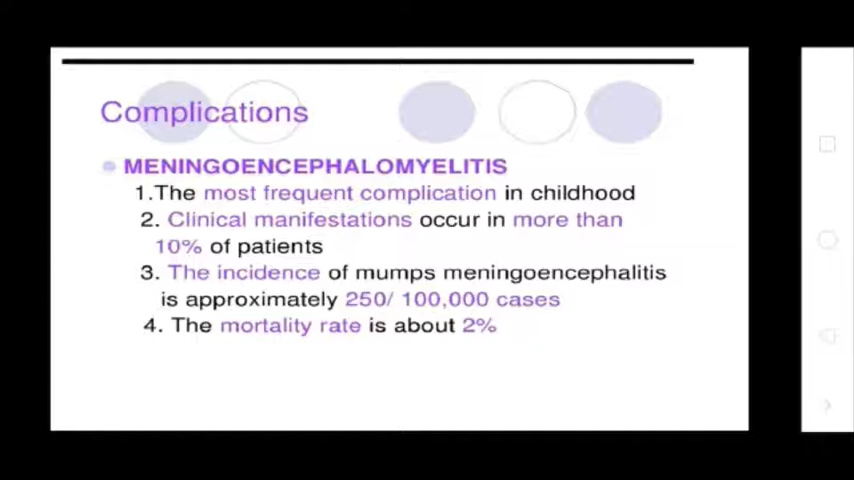 Complications
MENINGOENCEPHALOMYELITIS
1.The most frequent complication in childhood
2. Clinical manifestations occur in more than
10% of patients
3. The incidence of mumps meningoencephalitis
is approximately 250/ 100,000 cases
4. The mortality rate is about 2%